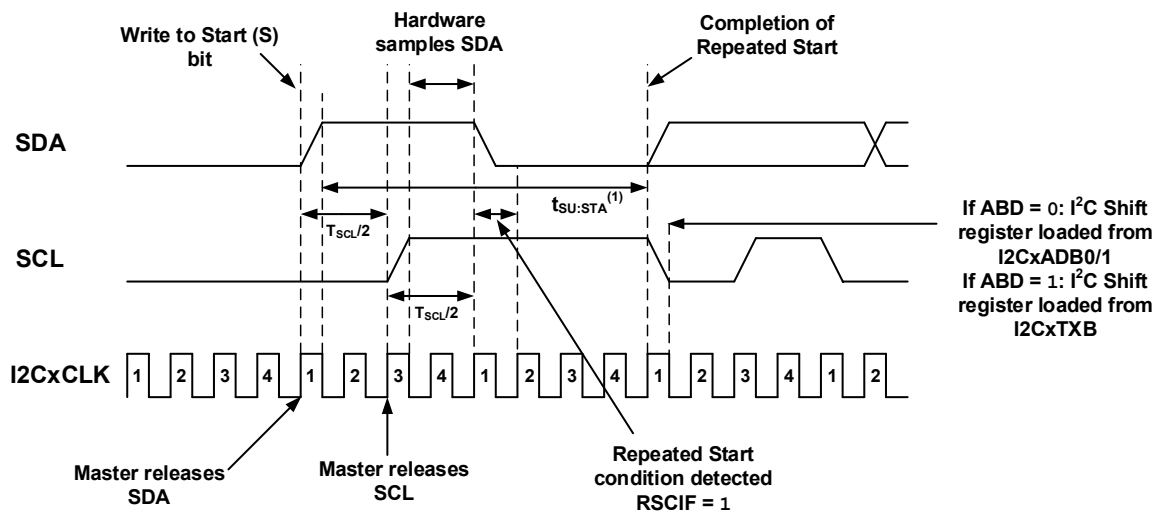 Write to Start (S)
bit
Hardware
samples SDA
Completion of
Repeated Start
SDA
tSU:STA(1)
TSCL/2
SCL
TSCL/2
If ABD = 0: I2C Shift
register loaded from
I2CxADB0/1
If ABD = 1: I2C Shift
register loaded from
I2CxTXB
I2CxCLK
1 2 3 4 1 2 3 4 1 2 3 4 1 2 3 4 1 2
Master releases
SDA
Master releases
SCL
Repeated Start
condition detected
RSCIF = 1